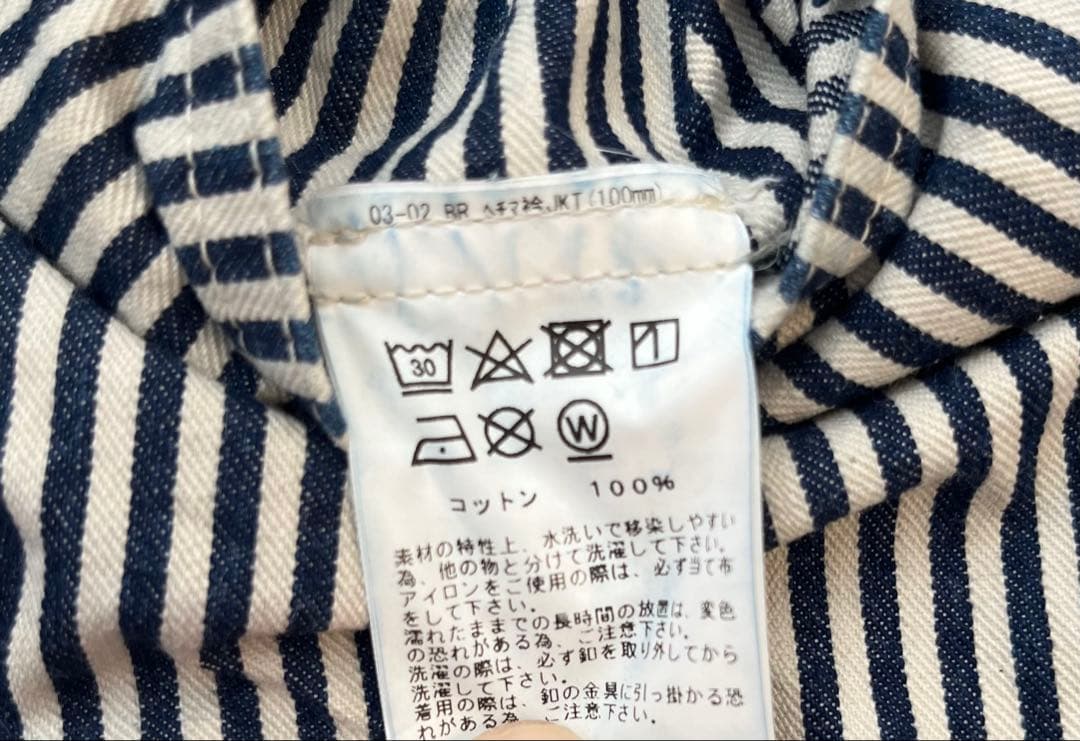 03-02 BR ヘチマ衿JKT(100mm)
30
W
コットン 100%
素材の特性上、水洗いで移染しやすい
為、他の物と分けて洗濯して下さい。
アイロンをご使用の際は、必ず当て布
をして下さい。
濡れたままでの長時間の放置は、変色
の恐れがある為、ご注意下さい。
洗濯の際は、必ず釦を取り外してから
洗濯して下さい。
着用の際は、釦の金具に引っ掛かる恐
れがある為、ご注意下さい。